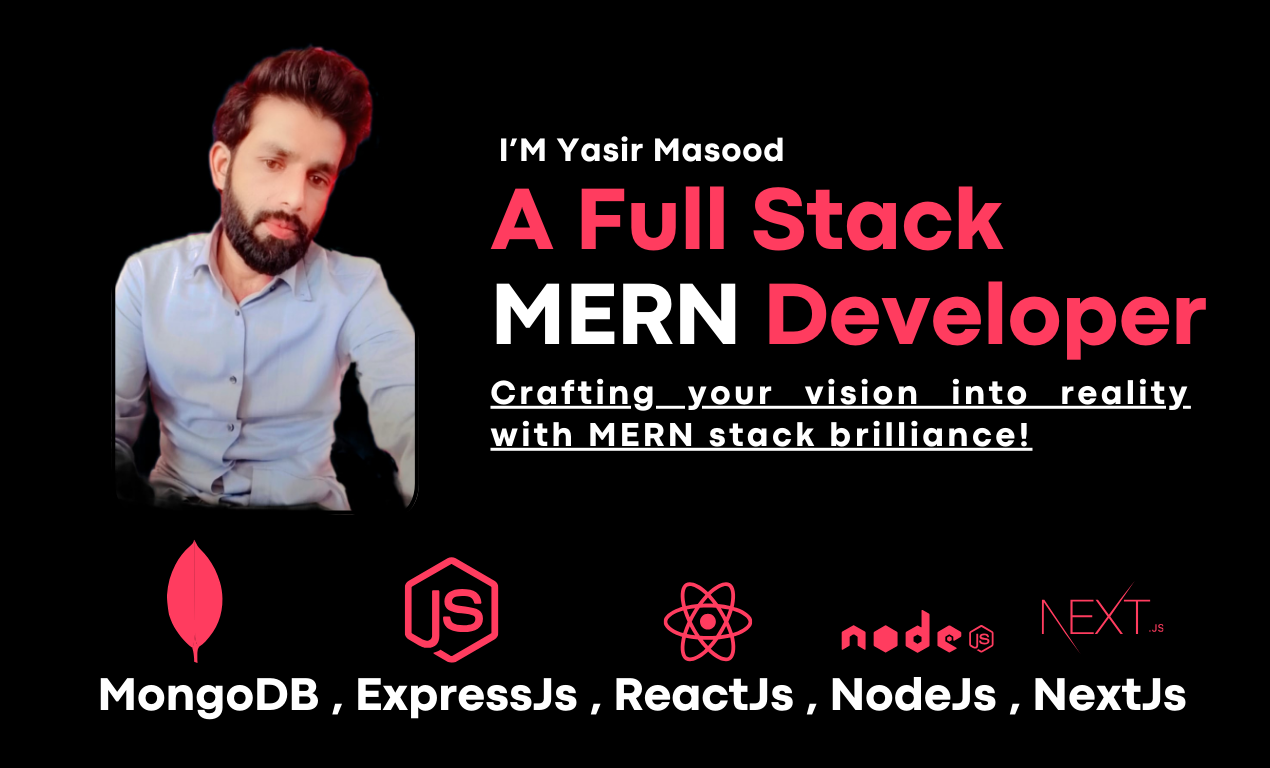 I’M Yasir Masood
A Full Stack
MERN Developer
Crafting your vision into reality
with MERN stack brilliance!
JS
node JS
NEXT.JS
MongoDB , ExpressJs , ReactJs , NodeJs , NextJs